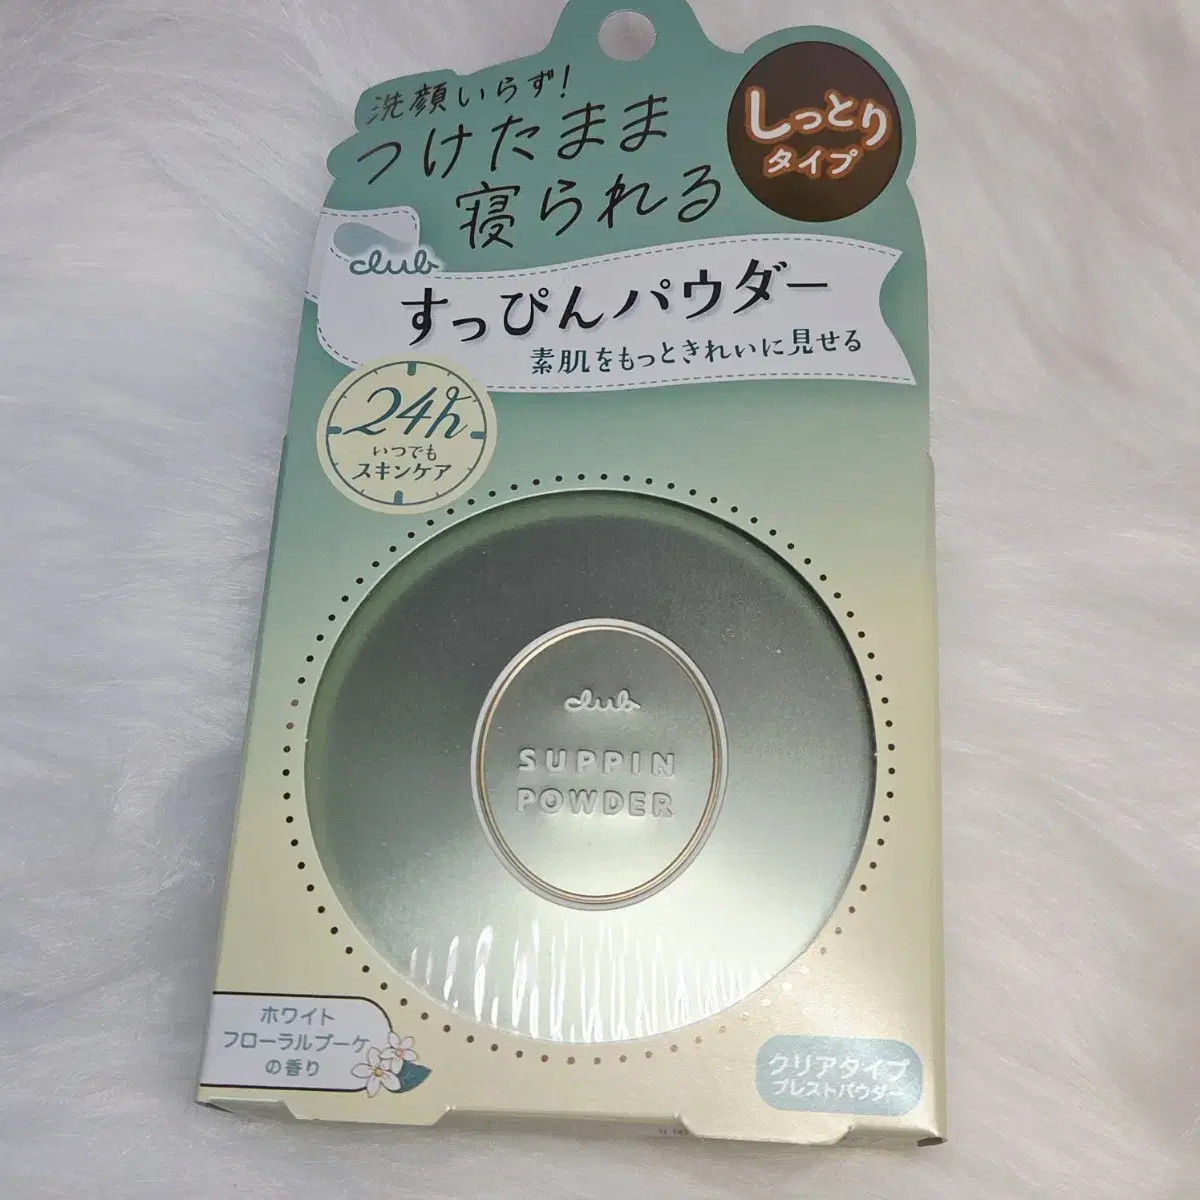 洗顔いらず!
つけたまま
寝られる
しっとり
タイプ
club
すっぴんパウダー
素肌をもっときれいに見せる
24h
いつでも
スキンケア
club
SUPPIN
POWDER
ホワイト
フローラルブーケ
の香り
クリアタイプ
プレストパウダー